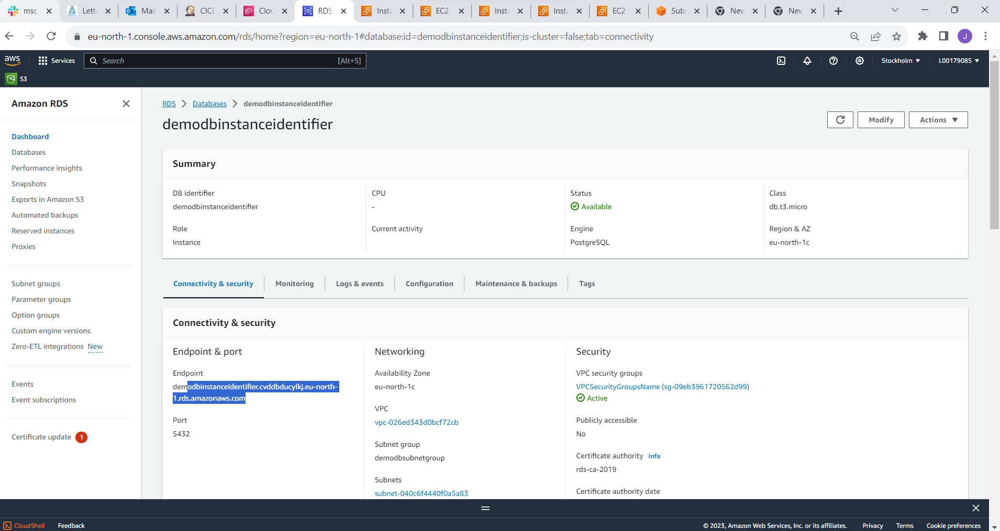 msc
Lett
Mail
CICD
Clou
RDS
Insta
EC2
Insta
Insta
EC2
Sub
New
New
eu-north-1.console.aws.amazon.com/rds/home?region=eu-north-1#database:id=demodbinstanceidentifier;is-cluster=false;tab=connectivity
J
aws
Services
Search
[Alt+S]
Stockholm
L00179085
S3
Amazon RDS
Dashboard
Databases
Performance insights
Snapshots
Exports in Amazon S3
Automated backups
Reserved instances
Proxies
Subnet groups
Parameter groups
Option groups
Custom engine versions
Zero-ETL integrations New
Events
Event subscriptions
Certificate update 1
RDS > Databases > demodbinstanceidentifier
demodbinstanceidentifier
Modify
Actions
Summary
DB identifier
demodbinstanceidentifier
CPU
-
Status
Available
Class
db.t3.micro
Role
Instance
Current activity
Engine
PostgreSQL
Region & AZ
eu-north-1c
Connectivity & security
Monitoring
Logs & events
Configuration
Maintenance & backups
Tags
Connectivity & security
Endpoint & port
Endpoint
demodbinstanceidentifier.cvddbducylkj.eu-north-
1.rds.amazonaws.com
Port
5432
Networking
Availability Zone
eu-north-1c
VPC
vpc-026ed343d0bcf72cb
Subnet group
demodbsubnetgroup
Subnets
subnet-040c6f4440f0a5a83
Security
VPC security groups
VPCSecurityGroupsName (sg-09eb3961720562d99)
Active
Publicly accessible
No
Certificate authority Info
rds-ca-2019
Certificate authority date
CloudShell
Feedback
© 2023, Amazon Web Services, Inc. or its affiliates.
Privacy
Terms
Cookie preferences